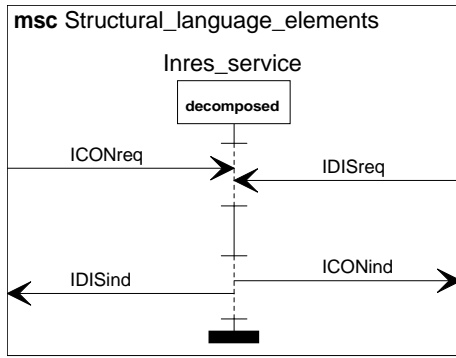 msc Structural_language_elements
Inres_service
decomposed
ICONreq
IDISreq
ICONind
IDISind